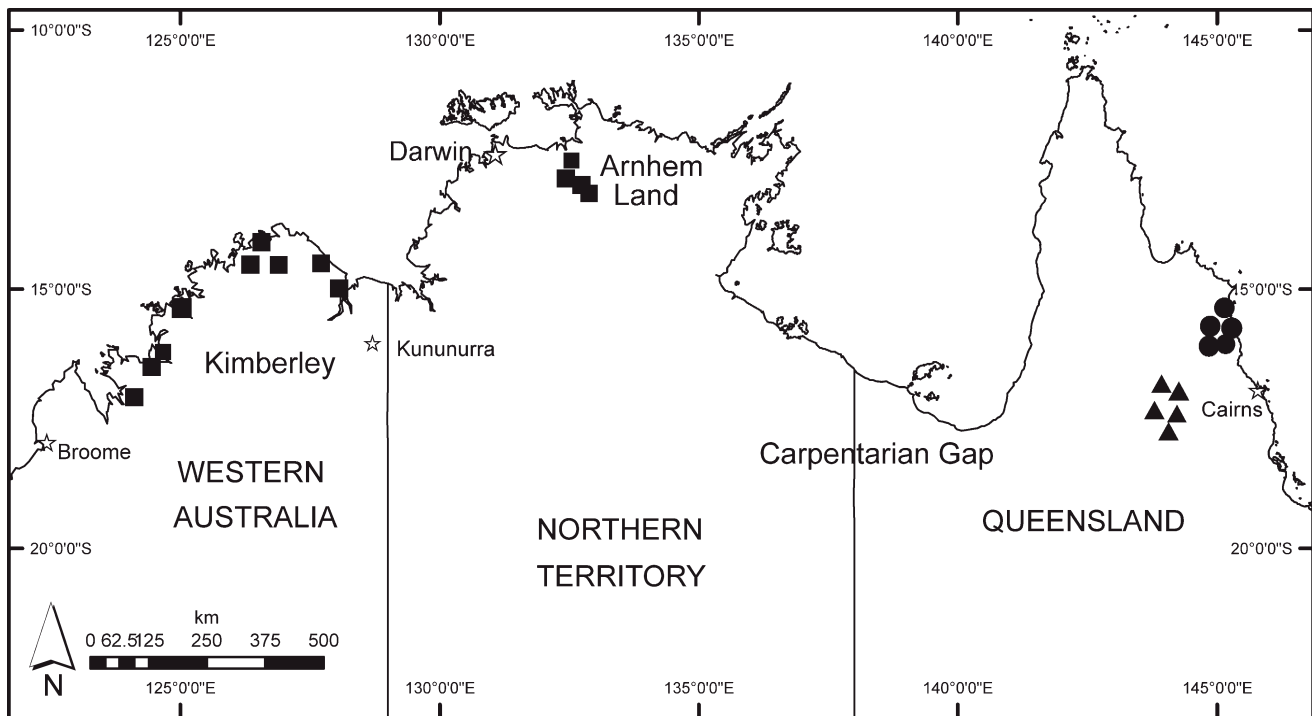 10°0'0"S
125°0'0"E
130°0'0"E
135°0'0"E
140°0'0"E
145°0'0"E
Darwin
Arnhem
Land
15°0'0"S
15°0'0"S
Kimberley
Kununurra
Cairns
Broome
Carpentarian Gap
WESTERN
AUSTRALIA
NORTHERN
TERRITORY
QUEENSLAND
20°0'0"S
20°0'0"S
km
0 62.5125 250 375 500
N
125°0'0"E
130°0'0"E
135°0'0"E
140°0'0"E
145°0'0"E